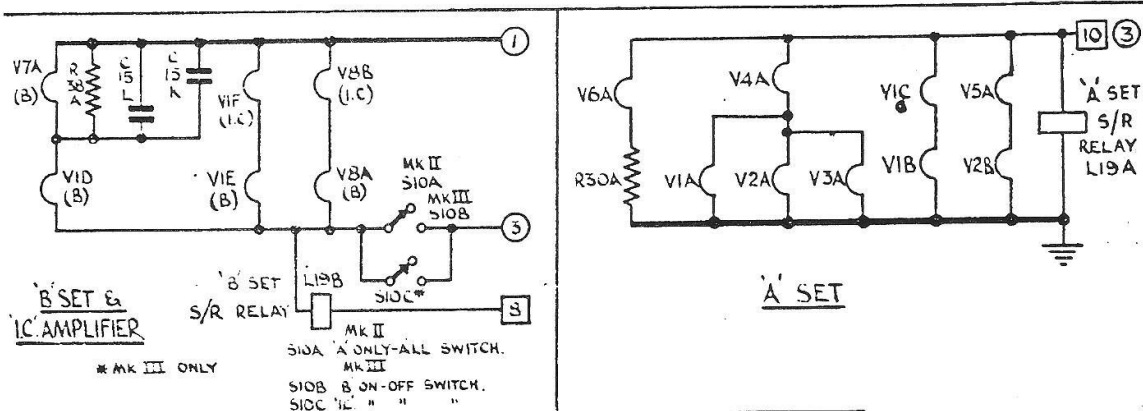 1
V7A
(B)
R
38
A
C
15
L
C
15
K
V1F
(I.C)
V8B
(I.C)
V1D
(B)
V1E
(B)
V8A
(B)
MK II
S10A
MK III
S10B
3
S10C*
'B' SET
S/R RELAY
L19B
8
'B' SET &
'I.C.' AMPLIFIER
* MK III ONLY
MK II
S10A 'A' ONLY-ALL SWITCH.
MK III
S10B B ON-OFF SWITCH.
S10C 'IC' " " "
10 3
V6A
V4A
V1C
V5A
'A' SET
S/R
RELAY
L19A
R30A
V1A
V2A
V3A
V1B
V2B
'A' SET